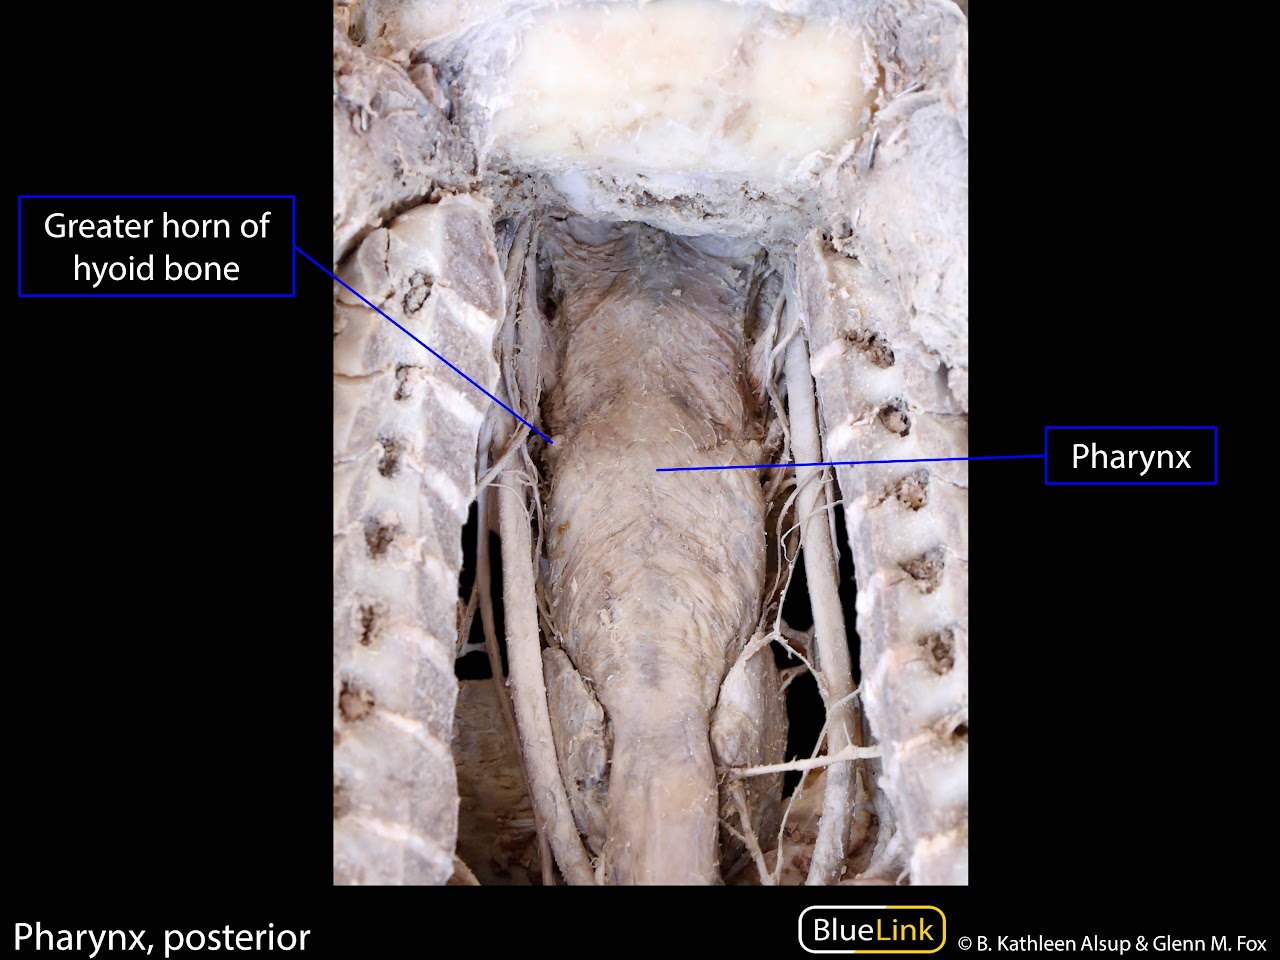 Greater horn of
hyoid bone
Pharynx
Pharynx, posterior
BlueLink
© B. Kathleen Alsup & Glenn M. Fox